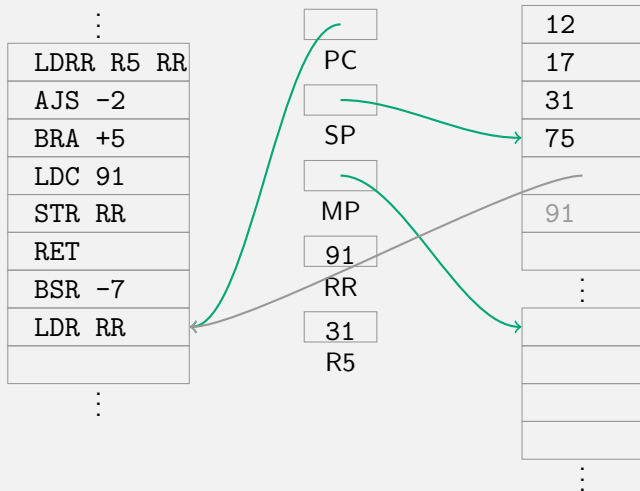 LDRR R5 RR
AJS -2
BRA +5
LDC 91
STR RR
RET
BSR -7
LDR RR
PC
SP
MP
91
RR
31
R5
12
17
31
75
91